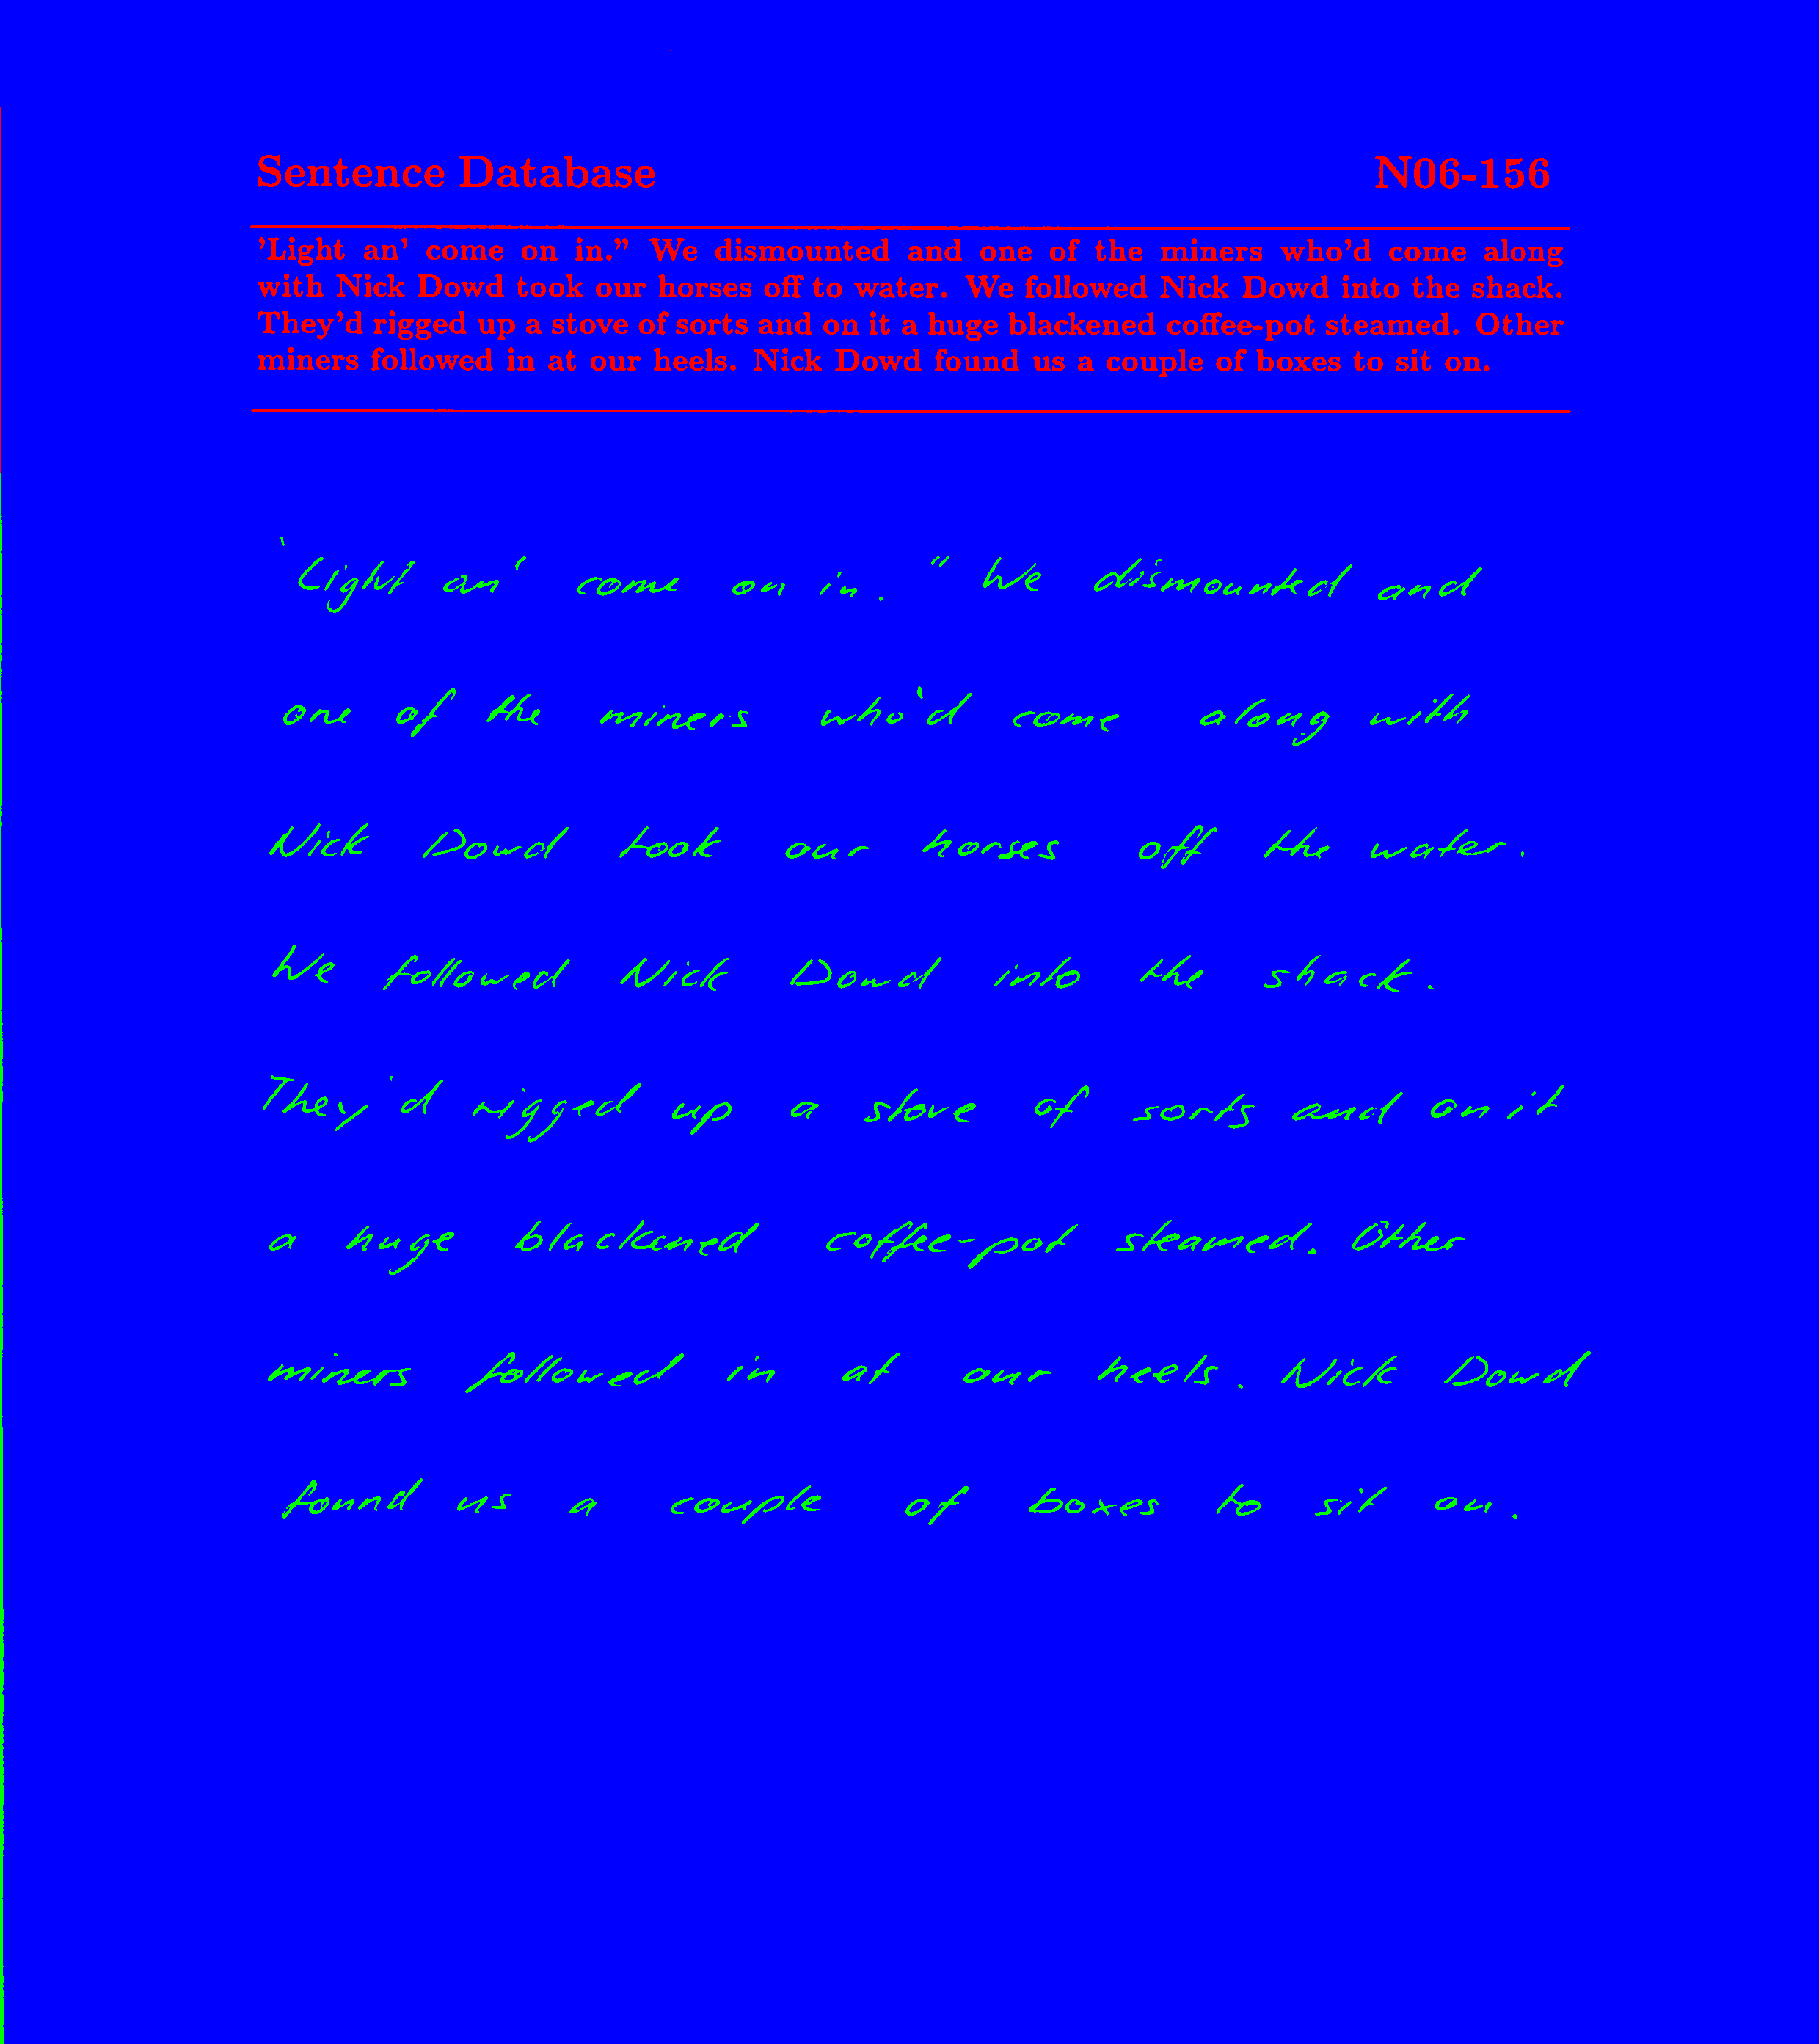 Sentence Database N06-156
'Light an' come on in." We dismounted and one of the miners who'd come along
with Nick Dowd took our horses off to water. We followed Nick Dowd into the shack.
They'd rigged up a stove of sorts and on it a huge blackened coffee-pot steamed. Other
miners followed in at our heels. Nick Dowd found us a couple of boxes to sit on.
'Light an' come on in." We dismounted and
one of the miners who'd come along with
Nick Dowd took our horses off the water.
We followed Nick Dowd into the shack.
They'd rigged up a stove of sorts and on it
a huge blackened coffee-pot steamed. Other
miners followed in at our heels. Nick Dowd
found us a couple of boxes to sit on.